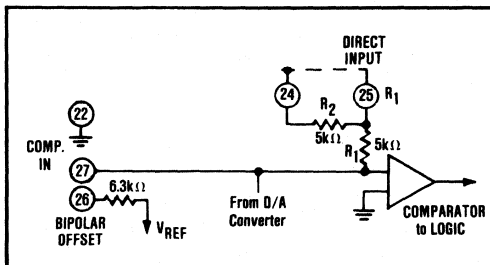 DIRECT
INPUT
24
25
R1
R2
5kΩ
5kΩ
R1
22
COMP.
IN
27
6.3kΩ
26
BIPOLAR
OFFSET
VREF
From D/A
Converter
COMPARATOR
to LOGIC